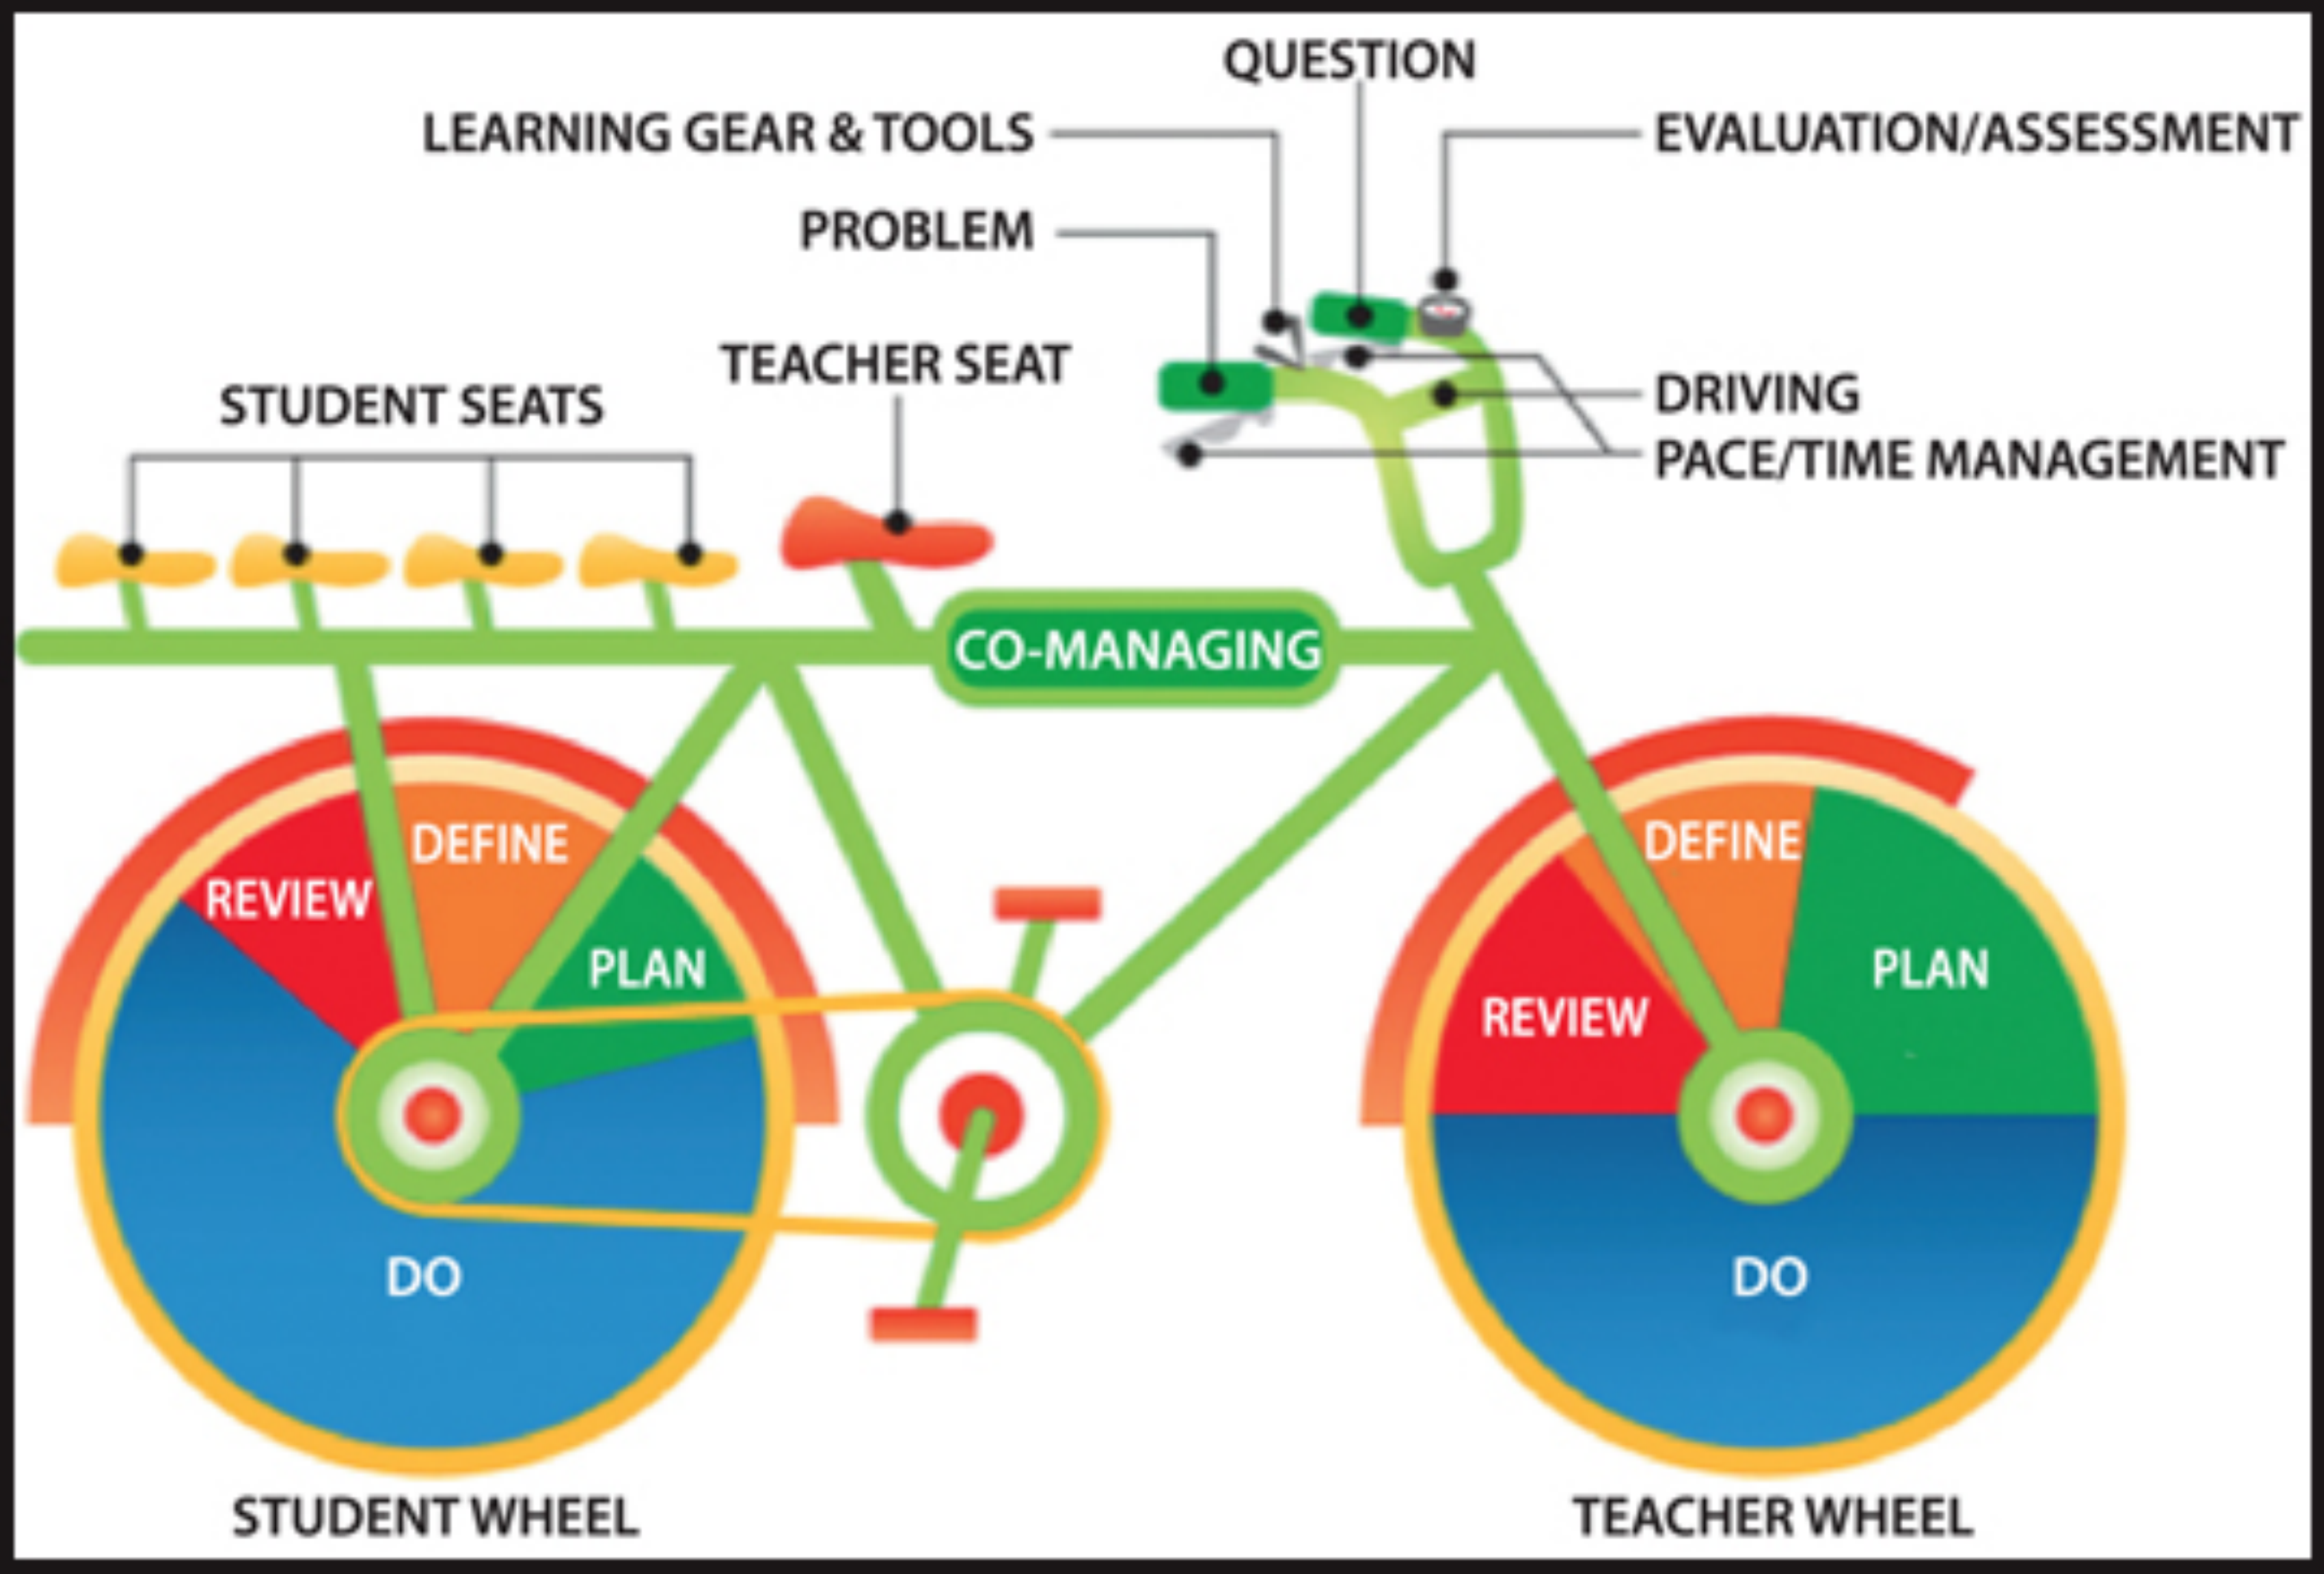 QUESTION
LEARNING GEAR & TOOLS
EVALUATION/ASSESSMENT
PROBLEM
TEACHER SEAT
STUDENT SEATS
DRIVING
PACE/TIME MANAGEMENT
CO-MANAGING
REVIEW
DEFINE
PLAN
DO
DEFINE
REVIEW
PLAN
DO
STUDENT WHEEL
TEACHER WHEEL